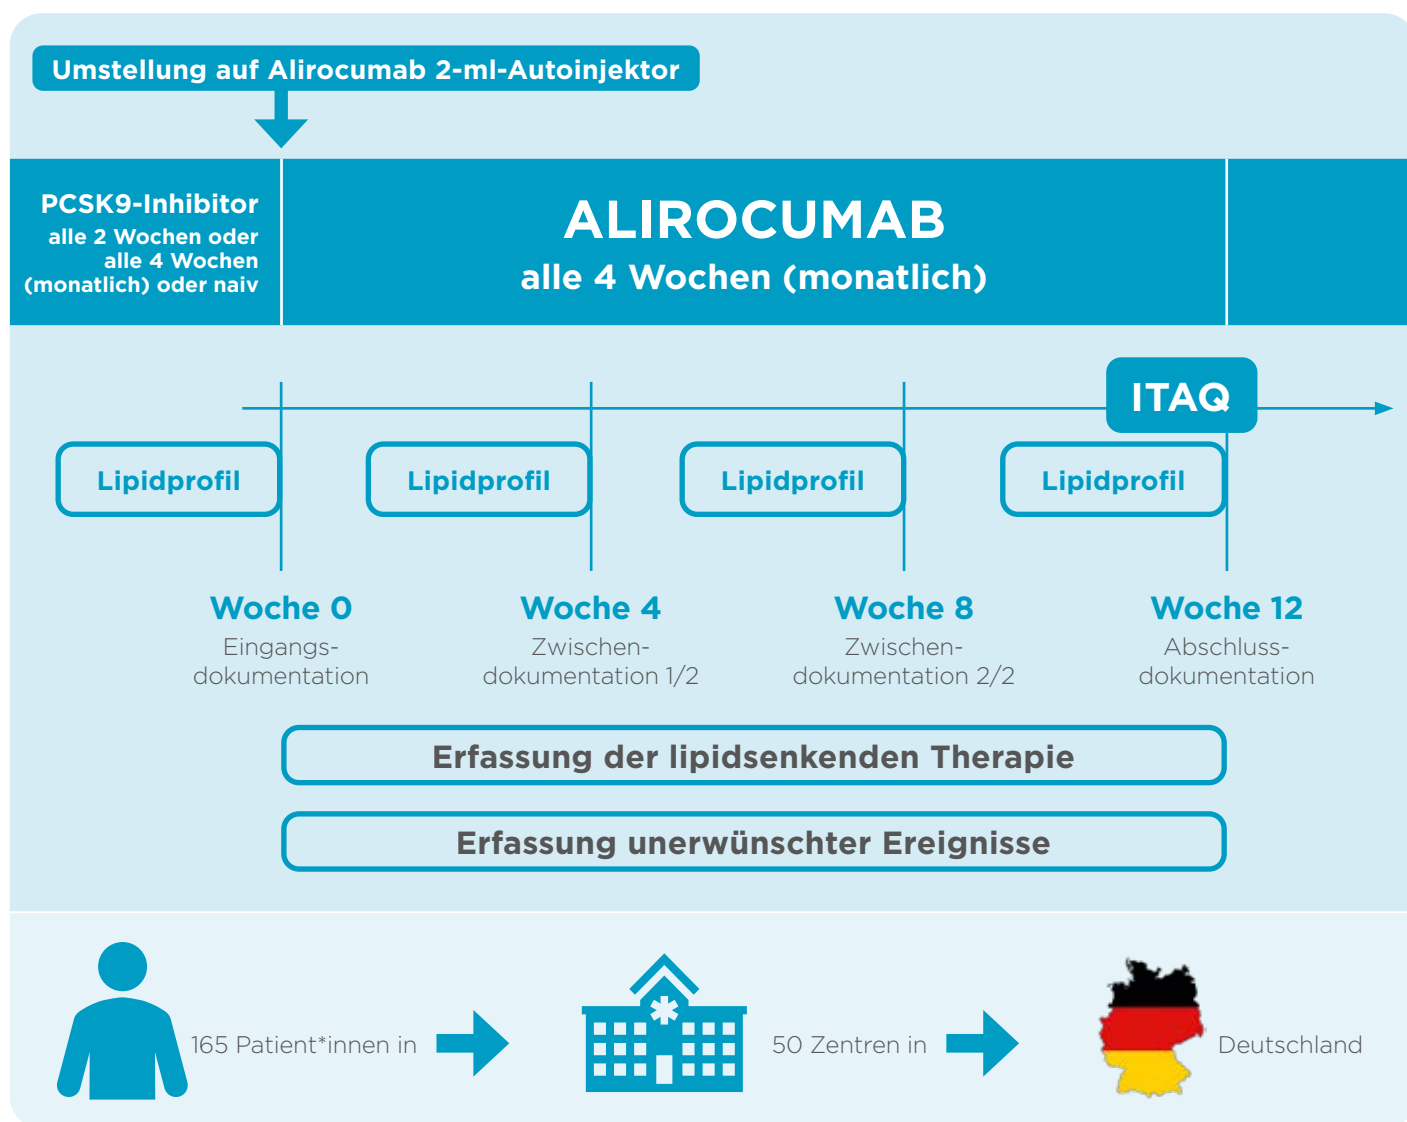 Umstellung auf Alirocumab 2-ml-Autoinjektor
PCSK9-Inhibitor
alle 2 Wochen oder
alle 4 Wochen
(monatlich) oder naiv
ALIROCUMAB
alle 4 Wochen (monatlich)
ITAQ
Lipidprofil
Lipidprofil
Lipidprofil
Lipidprofil
Woche 0
Eingangs-
dokumentation
Woche 4
Zwischen-
dokumentation 1/2
Woche 8
Zwischen-
dokumentation 2/2
Woche 12
Abschluss-
dokumentation
Erfassung der lipidsenkenden Therapie
Erfassung unerwünschter Ereignisse
165 Patient*innen in
50 Zentren in
Deutschland